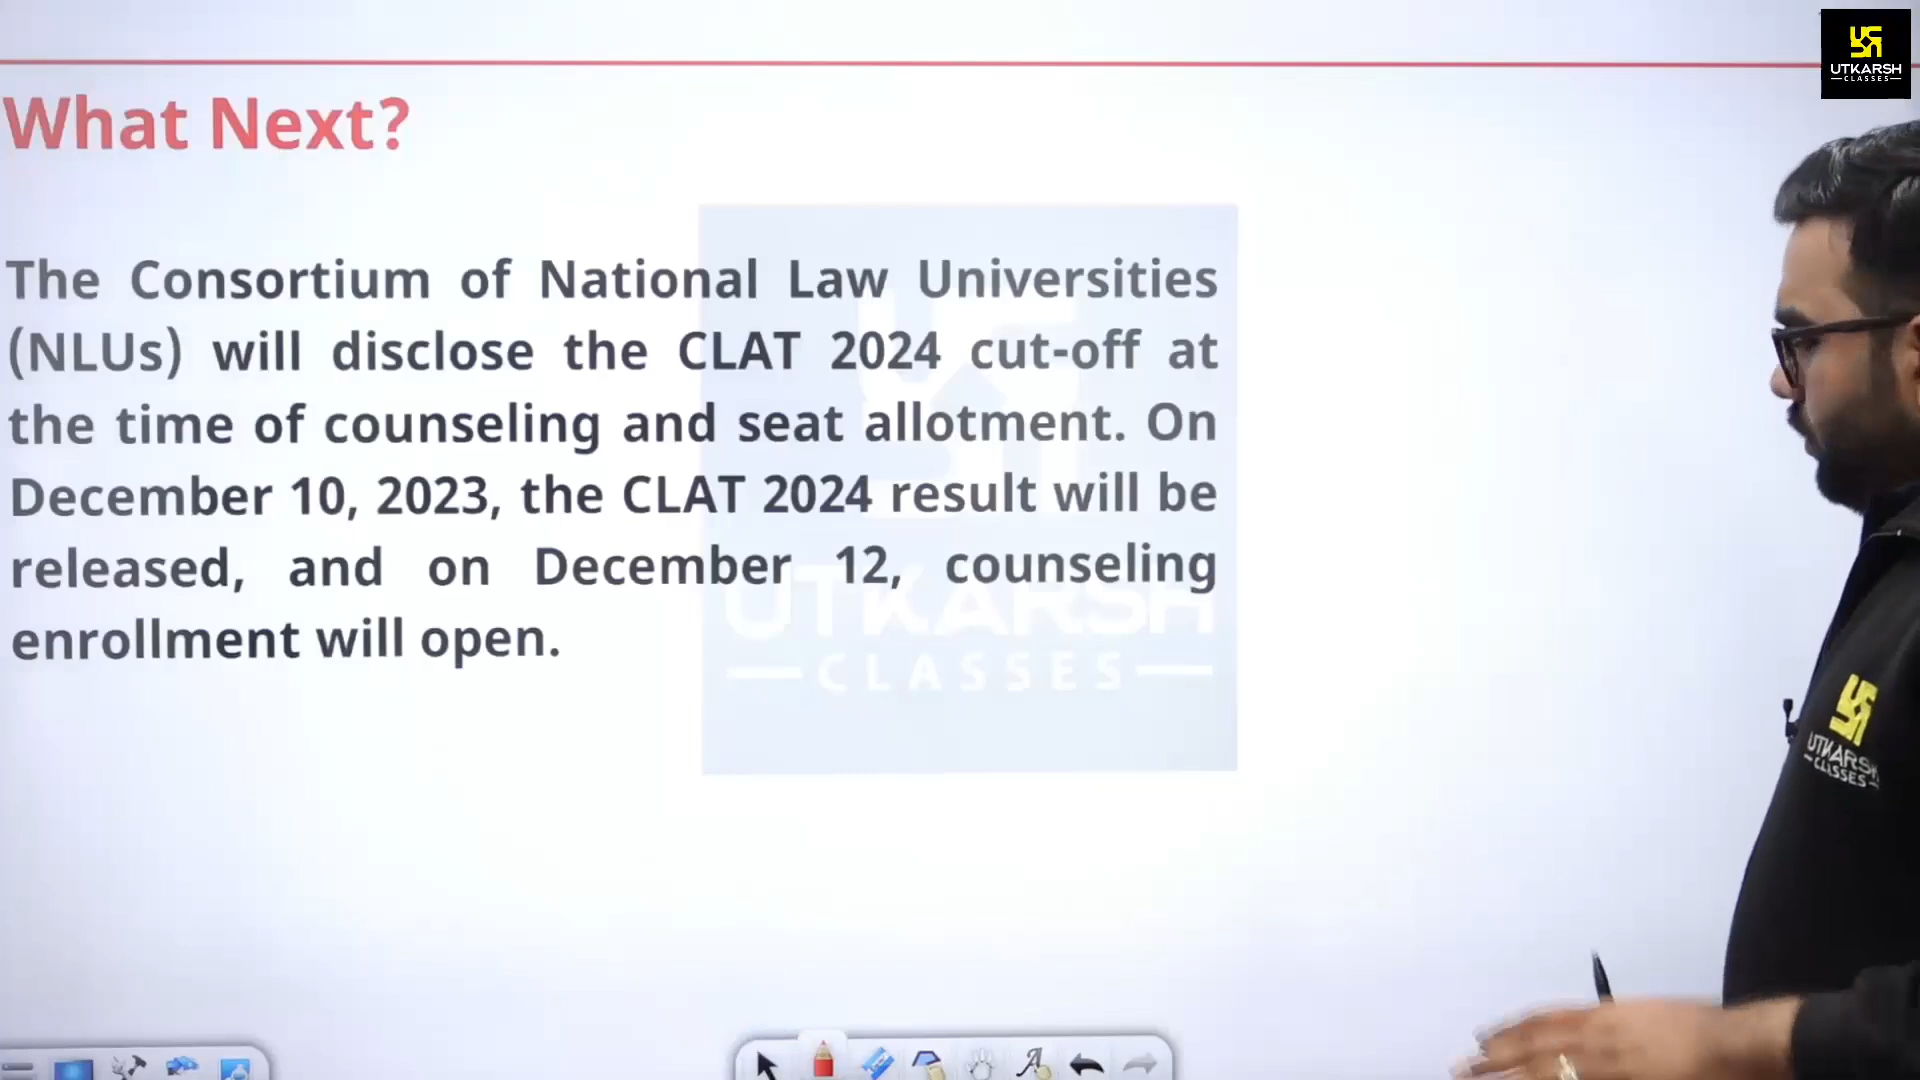 UTKARSH
CLASSES
What Next?
The Consortium of National Law Universities
(NLUs) will disclose the CLAT 2024 cut-off at
the time of counseling and seat allotment. On
December 10, 2023, the CLAT 2024 result will be
released, and on December 12, counseling
enrollment will open.
UTKARSH
CLASSES
UTKARSH
CLASSES
A